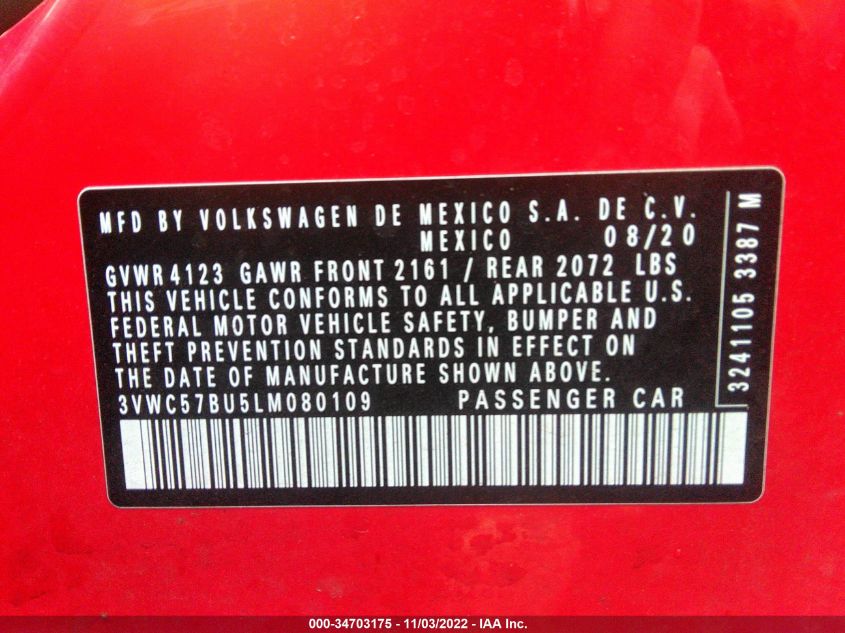 MFD BY VOLKSWAGEN DE MEXICO S.A. DE C.V.
MEXICO 08/20
GVWR 4123 GAWR FRONT 2161 / REAR 2072 LBS
THIS VEHICLE CONFORMS TO ALL APPLICABLE U.S.
FEDERAL MOTOR VEHICLE SAFETY, BUMPER AND
THEFT PREVENTION STANDARDS IN EFFECT ON
THE DATE OF MANUFACTURE SHOWN ABOVE.
3VWC57BU5LM080109 PASSENGER CAR
3241105 3387 M
000-34703175 - 11/03/2022 - IAA Inc.